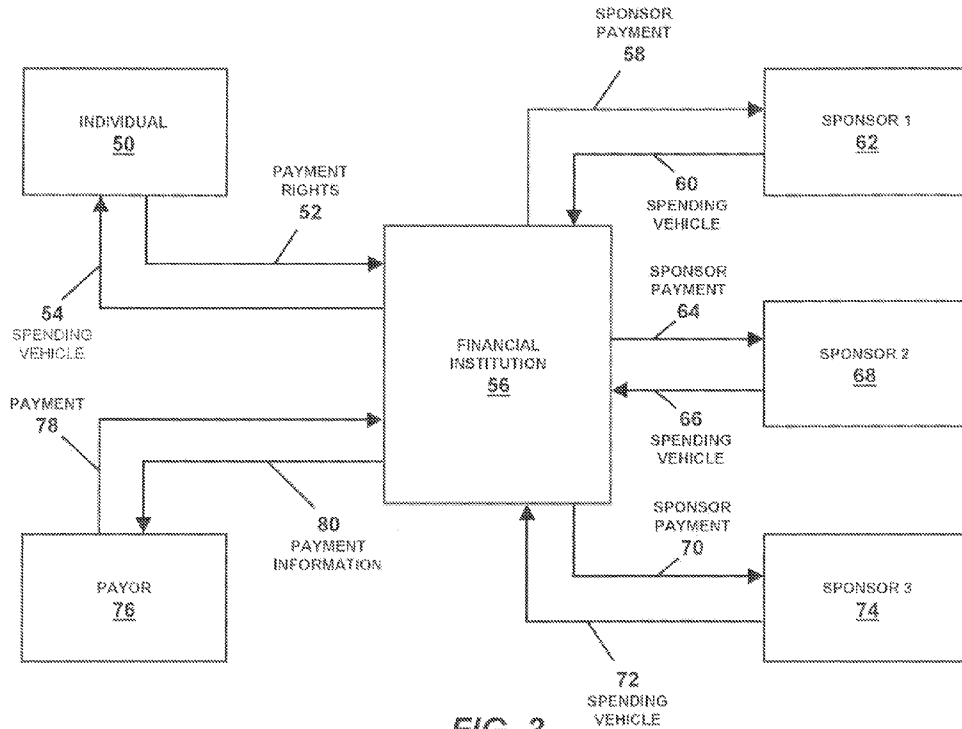 SPONSOR
PAYMENT
58
INDIVIDUAL
50
SPONSOR 1
62
PAYMENT
RIGHTS
52
60
SPENDING
VEHICLE
54
SPENDING
VEHICLE
FINANCIAL
INSTITUTION
56
SPONSOR
PAYMENT
64
SPONSOR 2
68
66
SPENDING
VEHICLE
PAYMENT
78
80
PAYMENT
INFORMATION
PAYOR
76
SPONSOR
PAYMENT
70
SPONSOR 3
74
72
SPENDING
VEHICLE
FIG.